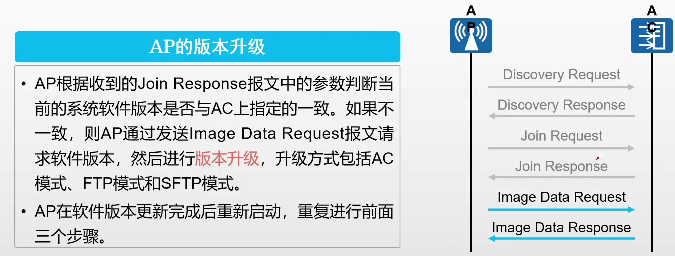 AP的版本升级
AP根据收到的Join Response报文中的参数判断当
前的系统软件版本是否与AC上指定的一致。如果不
一致，则AP通过发送Image Data Request报文请
求软件版本，然后进行版本升级，升级方式包括AC
模式、FTP模式和SFTP模式。
AP在软件版本更新完成后重新启动，重复进行前面
三个步骤。
A
P
A
C
Discovery Request
Discovery Response
Join Request
Join Response
Image Data Request
Image Data Response